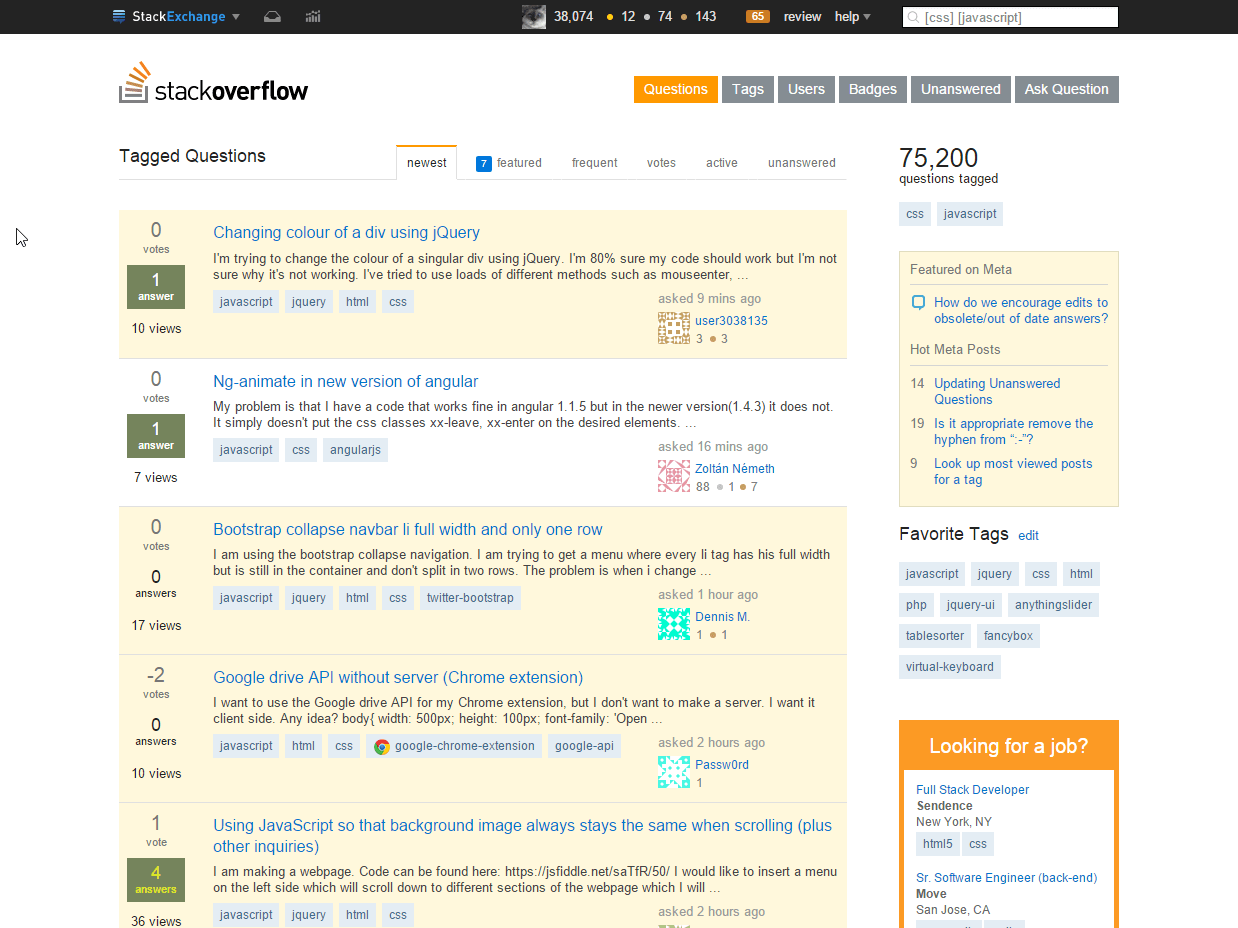 StackExchange
38,074 12 74 143
65 review help
[css] [javascript]
stackoverflow
Questions Tags Users Badges Unanswered Ask Question
Tagged Questions
newest 7 featured frequent votes active unanswered
0
votes
1
answer
10 views
Changing colour of a div using jQuery
I'm trying to change the colour of a singular div using jQuery. I'm 80% sure my code should work but I'm not
sure why it's not working. I've tried to use loads of different methods such as mouseenter, ...
javascript jquery html css
asked 9 mins ago
user3038135
3 3
0
votes
1
answer
7 views
Ng-animate in new version of angular
My problem is that I have a code that works fine in angular 1.1.5 but in the newer version(1.4.3) it does not.
It simply doesn't put the css classes xx-leave, xx-enter on the desired elements. ...
javascript css angularjs
asked 16 mins ago
Zoltán Németh
88 1 7
0
votes
0
answers
17 views
Bootstrap collapse navbar li full width and only one row
I am using the bootstrap collapse navigation. I am trying to get a menu where every li tag has his full width
but is still in the container and don't split in two rows. The problem is when i change ...
javascript jquery html css twitter-bootstrap
asked 1 hour ago
Dennis M.
1 1
-2
votes
0
answers
10 views
Google drive API without server (Chrome extension)
I want to use the Google drive API for my Chrome extension, but I don't want to make a server. I want it
client side. Any idea? body{ width: 500px; height: 100px; font-family: 'Open ...
javascript html css google-chrome-extension google-api
asked 2 hours ago
Passw0rd
1
1
vote
4
answers
36 views
Using JavaScript so that background image always stays the same when scrolling (plus
other inquiries)
I am making a webpage. Code can be found here: https://jsfiddle.net/saTfR/50/ I would like to insert a menu
on the left side which will scroll down to different sections of the webpage which I will ...
javascript jquery html css
asked 2 hours ago
75,200
questions tagged
css javascript
Featured on Meta
How do we encourage edits to
obsolete/out of date answers?
Hot Meta Posts
14 Updating Unanswered
Questions
19 Is it appropriate remove the
hyphen from “:-”?
9 Look up most viewed posts
for a tag
Favorite Tags edit
javascript jquery css html
php jquery-ui anythingslider
tablesorter fancybox
virtual-keyboard
Looking for a job?
Full Stack Developer
Sendence
New York, NY
html5 css
Sr. Software Engineer (back-end)
Move
San Jose, CA